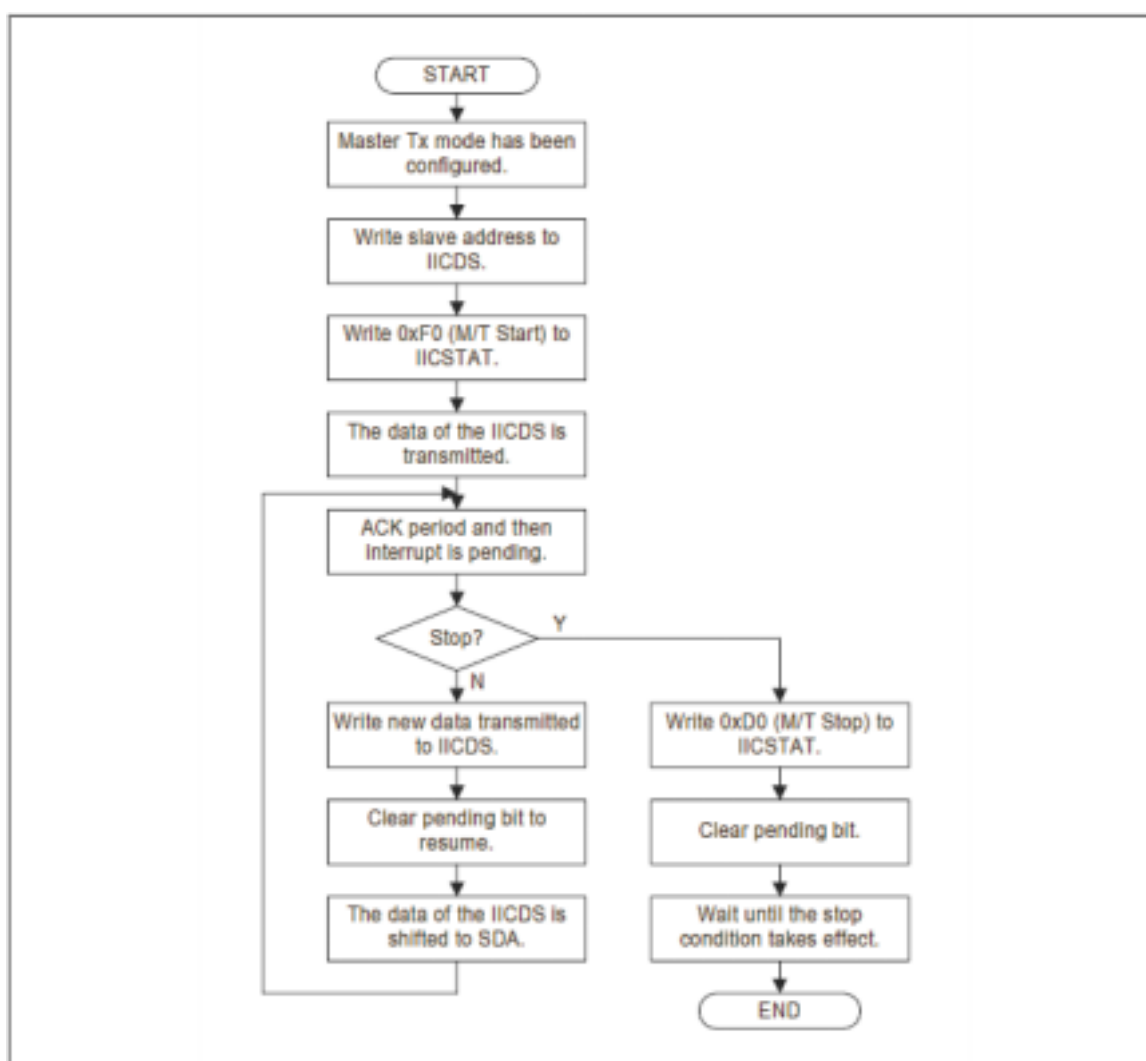 START
Master Tx mode has been
configured.
Write slave address to
IICDS.
Write 0xF0 (M/T Start) to
IICSTAT.
The data of the IICDS is
transmitted.
ACK period and then
interrupt is pending.
Stop?
Y
N
Write new data transmitted
to IICDS.
Clear pending bit to
resume.
The data of the IICDS is
shifted to SDA.
Write 0xD0 (M/T Stop) to
IICSTAT.
Clear pending bit.
Wait until the stop
condition takes effect.
END